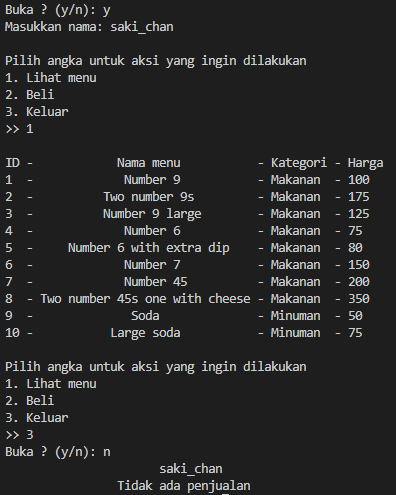 Buka ? (y/n): y
Masukkan nama: saki_chan
Pilih angka untuk aksi yang ingin dilakukan
1. Lihat menu
2. Beli
3. Keluar
>> 1
ID - Nama menu - Kategori - Harga
1 - Number 9 - Makanan - 100
2 - Two number 9s - Makanan - 175
3 - Number 9 large - Makanan - 125
4 - Number 6 - Makanan - 75
5 - Number 6 with extra dip - Makanan - 80
6 - Number 7 - Makanan - 150
7 - Number 45 - Makanan - 200
8 - Two number 45s one with cheese - Makanan - 350
9 - Soda - Minuman - 50
10 - Large soda - Minuman - 75
Pilih angka untuk aksi yang ingin dilakukan
1. Lihat menu
2. Beli
3. Keluar
>> 3
Buka ? (y/n): n
saki_chan
Tidak ada penjualan